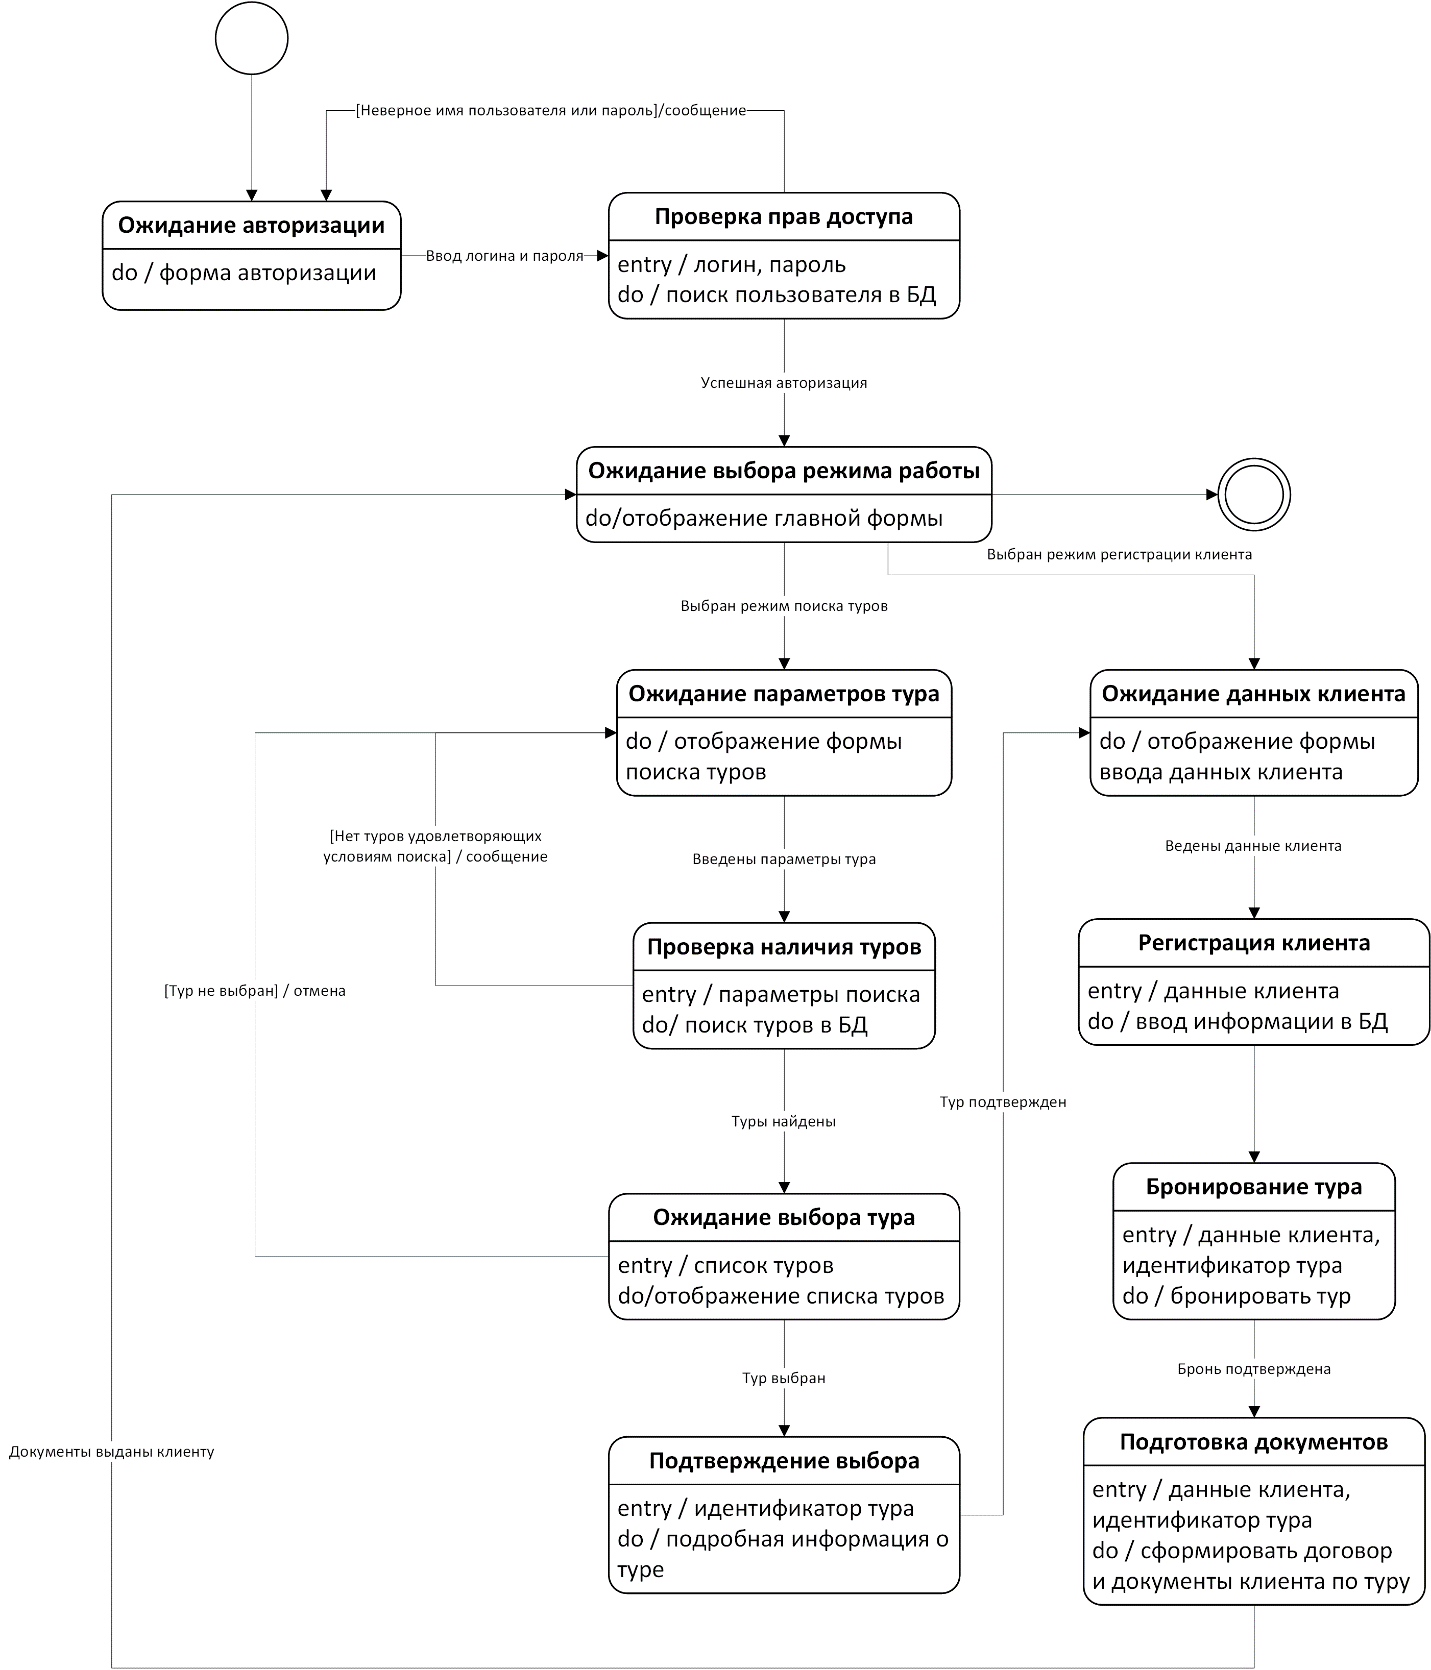 [Неверное имя пользователя или пароль]/сообщение
Ожидание авторизации
do / форма авторизации
Ввод логина и пароля
Проверка прав доступа
entry / логин, пароль
do / поиск пользователя в БД
Успешная авторизация
Ожидание выбора режима работы
do/отображение главной формы
Выбран режим регистрации клиента
Выбран режим поиска туров
Ожидание параметров тура
do / отображение формы
поиска туров
Ожидание данных клиента
do / отображение формы
ввода данных клиента
[Нет туров удовлетворяющих
условиям поиска] / сообщение
Введены параметры тура
Ведены данные клиента
Проверка наличия туров
entry / параметры поиска
do/ поиск туров в БД
Регистрация клиента
entry / данные клиента
do / ввод информации в БД
[Тур не выбран] / отмена
Туры найдены
Тур подтвержден
Ожидание выбора тура
entry / список туров
do/отображение списка туров
Бронирование тура
entry / данные клиента,
идентификатор тура
do / бронировать тур
Тур выбран
Бронь подтверждена
Подтверждение выбора
entry / идентификатор тура
do / подробная информация о
туре
Подготовка документов
entry / данные клиента,
идентификатор тура
do / сформировать договор
и документы клиента по туру
Документы выданы клиенту